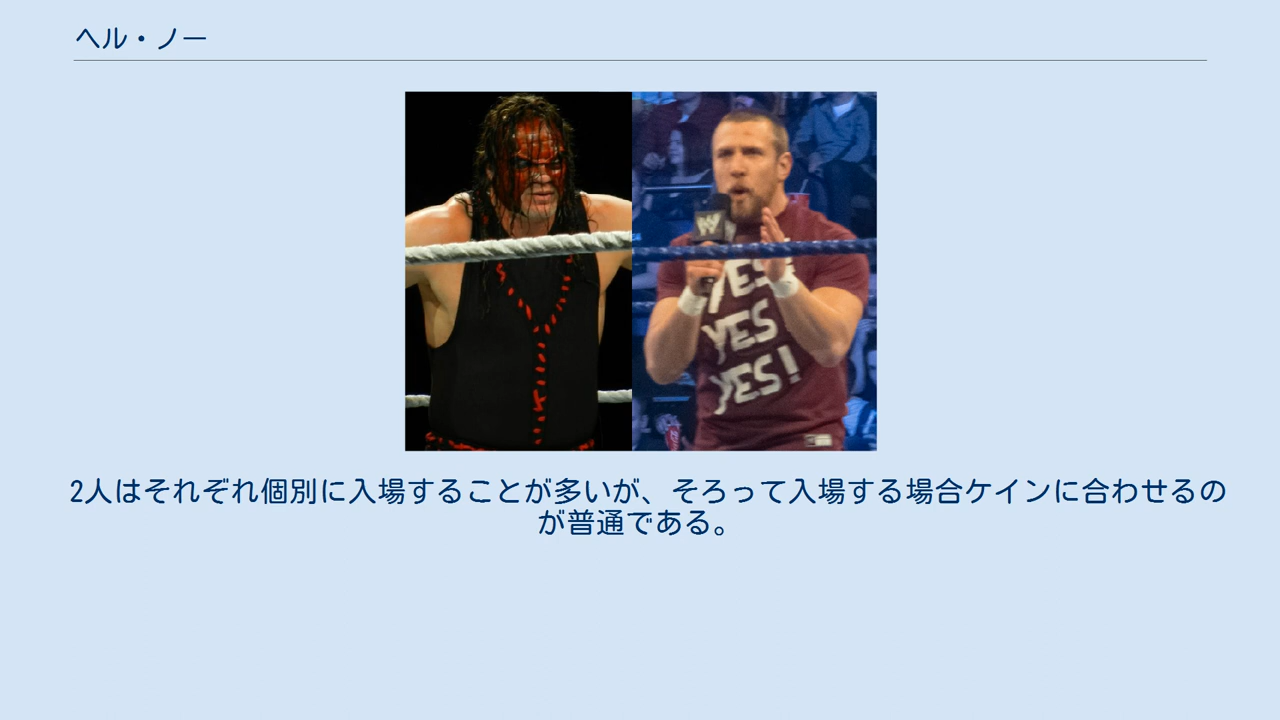 ヘル・ノー
YES
YES
YES!
W
2人はそれぞれ個別に入場することが多いが、そろって入場する場合ケインに合わせるの
が普通である。